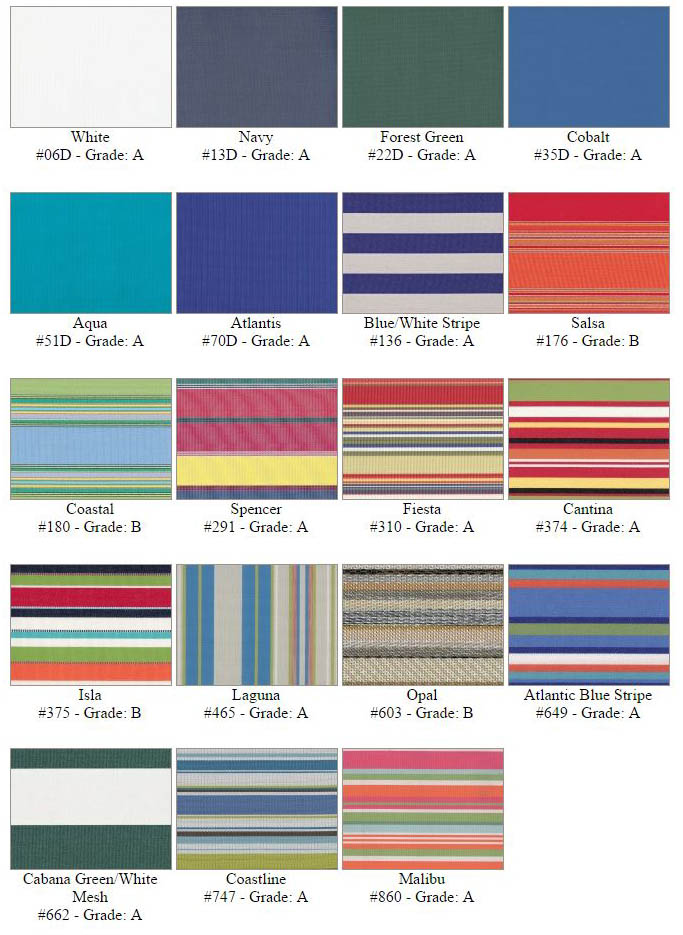 White
#06D - Grade: A
Navy
#13D - Grade: A
Forest Green
#22D - Grade: A
Cobalt
#35D - Grade: A
Aqua
#51D - Grade: A
Atlantis
#70D - Grade: A
Blue/White Stripe
#136 - Grade: A
Salsa
#176 - Grade: B
Coastal
#180 - Grade: B
Spencer
#291 - Grade: A
Fiesta
#310 - Grade: A
Cantina
#374 - Grade: A
Isla
#375 - Grade: B
Laguna
#465 - Grade: A
Opal
#603 - Grade: B
Atlantic Blue Stripe
#649 - Grade: A
Cabana Green/White
Mesh
#662 - Grade: A
Coastline
#747 - Grade: A
Malibu
#860 - Grade: A